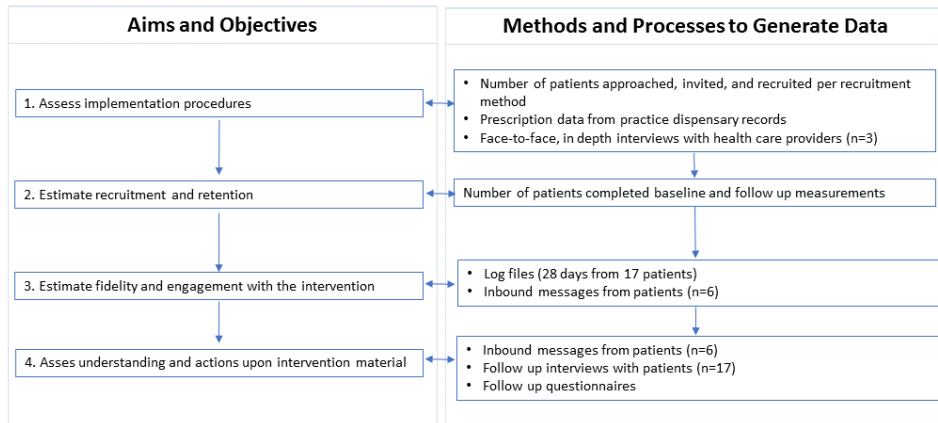 Aims and Objectives
Methods and Processes to Generate Data
1. Assess implementation procedures
• Number of patients approached, invited, and recruited per recruitment
method
• Prescription data from practice dispensary records
• Face-to-face, in depth interviews with health care providers (n=3)
2. Estimate recruitment and retention
Number of patients completed baseline and follow up measurements
3. Estimate fidelity and engagement with the intervention
• Log files (28 days from 17 patients)
• Inbound messages from patients (n=6)
4. Asses understanding and actions upon intervention material
• Inbound messages from patients (n=6)
• Follow up interviews with patients (n=17)
• Follow up questionnaires